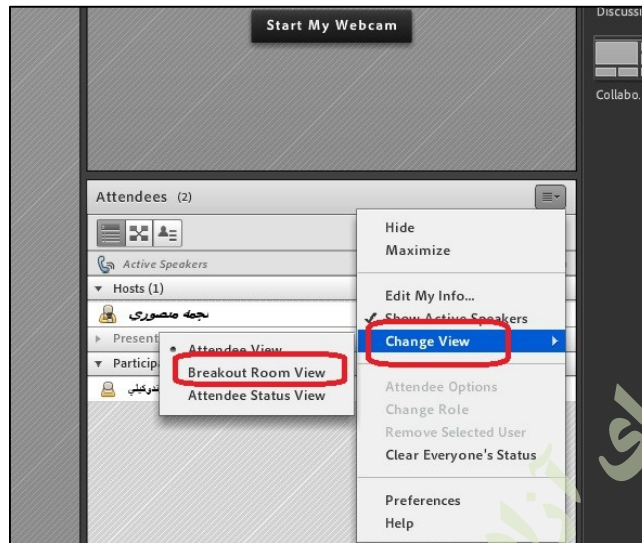 Discussi
Start My Webcam
Collabo.
Attendees (2)
Hide
Maximize
Active Speakers
Hosts (1)
Edit My Info...
نجمه منصوری
Show Active Speakers
Present
Attendee View
Change View
Particip
Breakout Room View
Attendee Status View
Attendee Options
Change Role
Remove Selected User
Clear Everyone's Status
Preferences
Help